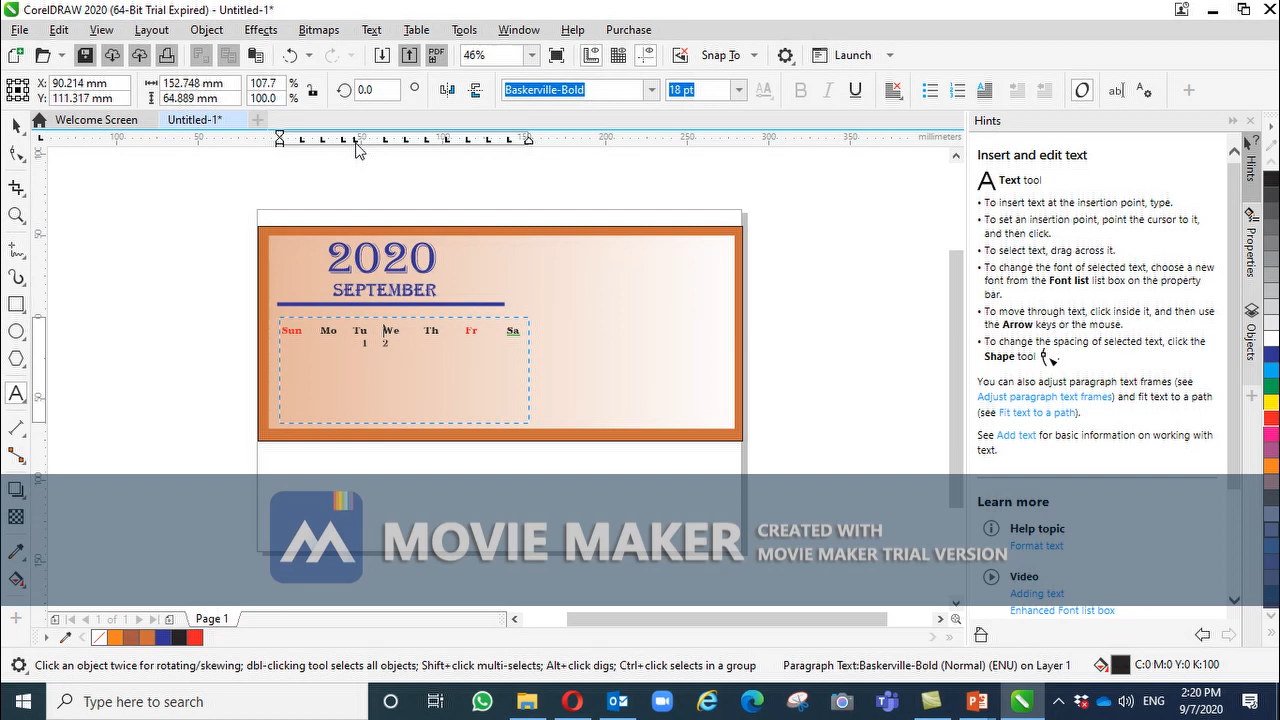 CorelDRAW 2020 (64-Bit Trial Expired) - Untitled-1*
File Edit View Layout Object Effects Bitmaps Text Table Tools Window Help Purchase
PDF 46% Snap To Launch
X: 90.214 mm 152.748 mm 107.7 %
Y: 111.317 mm 64.889 mm 100.0 %
0.0 ° Baskerville-Bold 18 pt
Welcome Screen Untitled-1*
100 50 50 100 150 200 250 300 350 millimeters
Hints
Insert and edit text
Text tool
• To insert text at the insertion point, type.
• To set an insertion point, point the cursor to it, and then click.
• To select text, drag across it.
• To change the font of selected text, choose a new font from the Font list list box on the property bar.
• To move through text, click inside it, and then use the Arrow keys or the mouse.
• To change the spacing of selected text, click the Shape tool.
You can also adjust paragraph text frames (see Adjust paragraph text frames) and fit text to a path (see Fit text to a path).
See Add text for basic information on working with text.
Learn more
Help topic
Format text
Video
Adding text
Enhanced Font list box
Hints
Properties
Objects
2020
SEPTEMBER
Sun Mo Tu We Th Fr Sa
1 2
MOVIE MAKER
CREATED WITH
MOVIE MAKER TRIAL VERSION
1 of 1 Page 1
Click an object twice for rotating/skewing; dbl-clicking tool selects all objects; Shift+click multi-selects; Alt+click digs; Ctrl+click selects in a group
Paragraph Text:Baskerville-Bold (Normal) (ENU) on Layer 1
C:0 M:0 Y:0 K:100
Type here to search
ENG
2:20 PM
9/7/2020